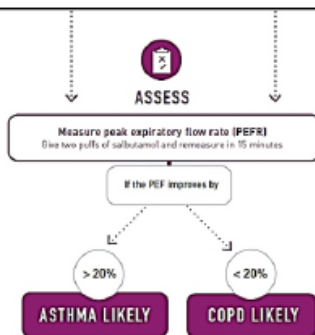 ASSESS
Measure peak expiratory flow rate (PEFR)
Give two puffs of salbutamol and remeasure in 15 minutes
If the PEF improves by
> 20%
< 20%
ASTHMA LIKELY
COPD LIKELY